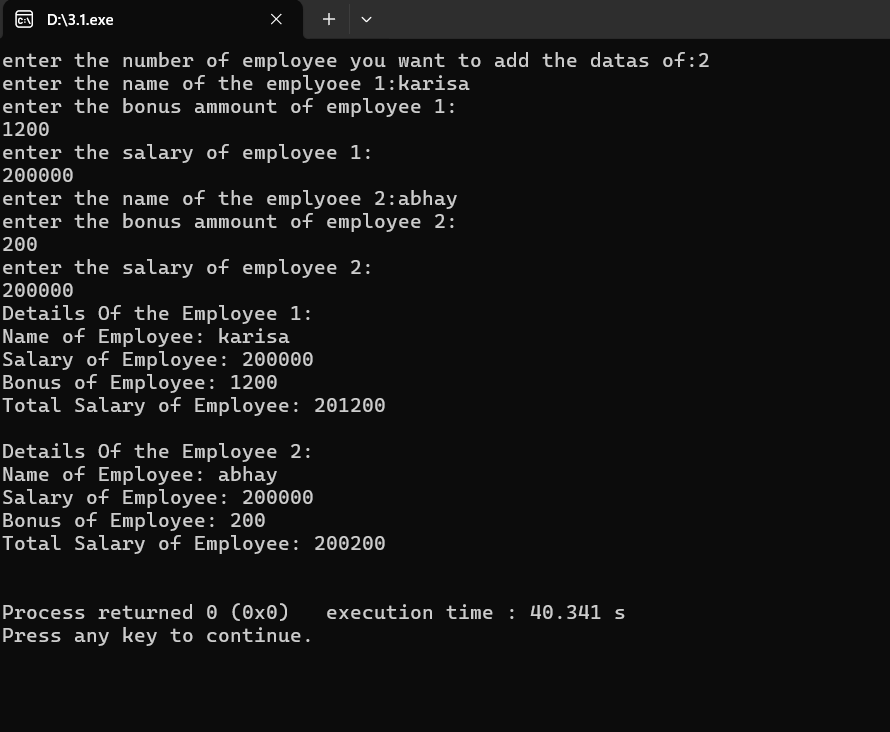 D:\3.1.exe
enter the number of employee you want to add the datas of:2
enter the name of the emplyoee 1:karisa
enter the bonus ammount of employee 1:
1200
enter the salary of employee 1:
200000
enter the name of the emplyoee 2:abhay
enter the bonus ammount of employee 2:
200
enter the salary of employee 2:
200000
Details Of the Employee 1:
Name of Employee: karisa
Salary of Employee: 200000
Bonus of Employee: 1200
Total Salary of Employee: 201200
Details Of the Employee 2:
Name of Employee: abhay
Salary of Employee: 200000
Bonus of Employee: 200
Total Salary of Employee: 200200
Process returned 0 (0x0)   execution time : 40.341 s
Press any key to continue.